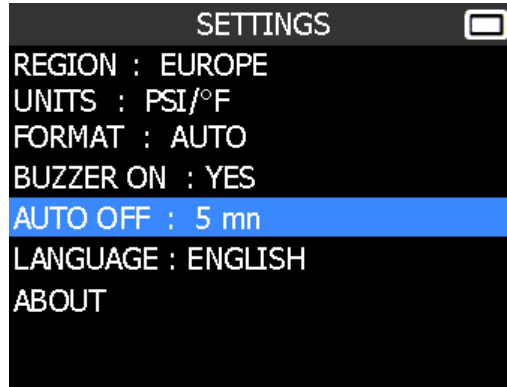 SETTINGS
REGION : EUROPE
UNITS : PSI/°F
FORMAT : AUTO
BUZZER ON : YES
AUTO OFF : 5 mn
LANGUAGE : ENGLISH
ABOUT